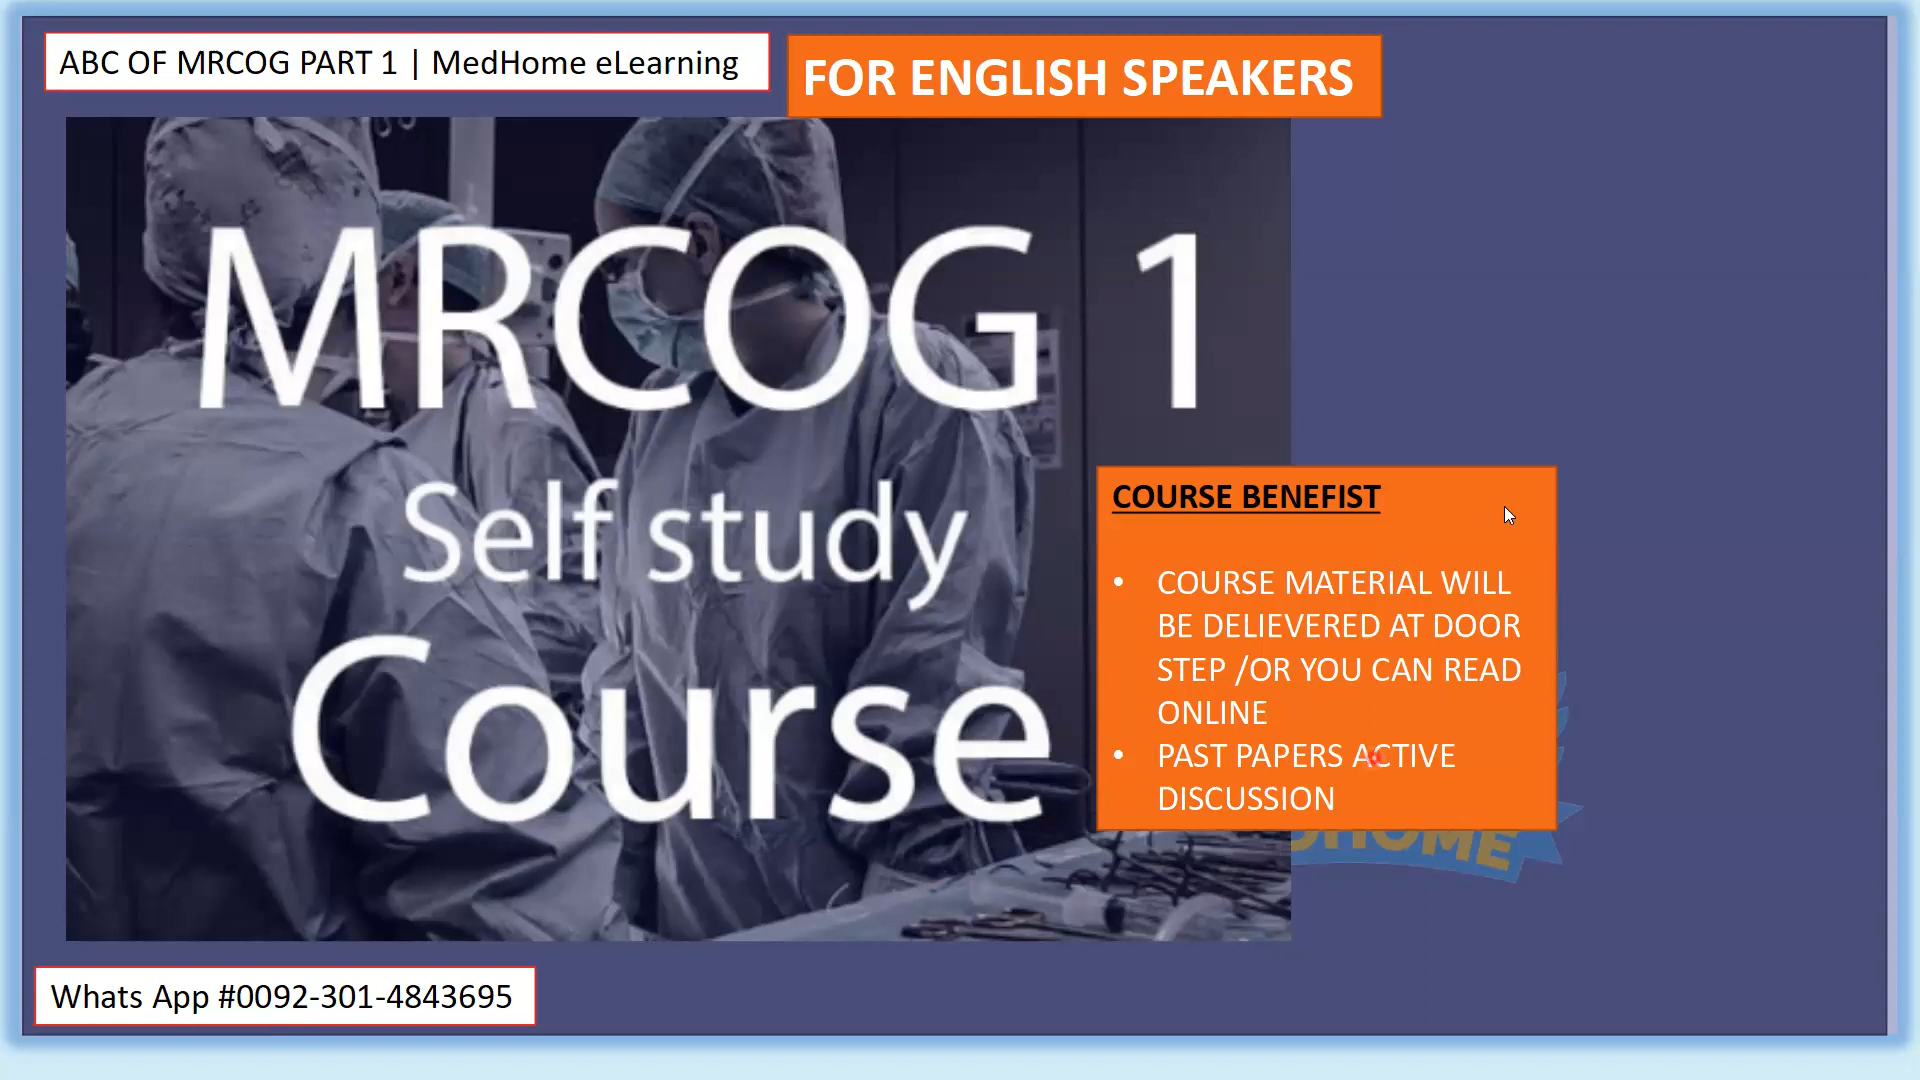 ABC OF MRCOG PART 1 | MedHome eLearning
FOR ENGLISH SPEAKERS
MRCOG 1
Self study
Course
COURSE BENEFIST
• COURSE MATERIAL WILL
BE DELIEVERED AT DOOR
STEP /OR YOU CAN READ
ONLINE
• PAST PAPERS ACTIVE
DISCUSSION
Whats App #0092-301-4843695